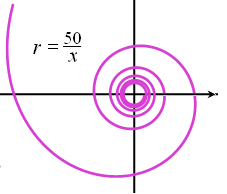 r = 50/x